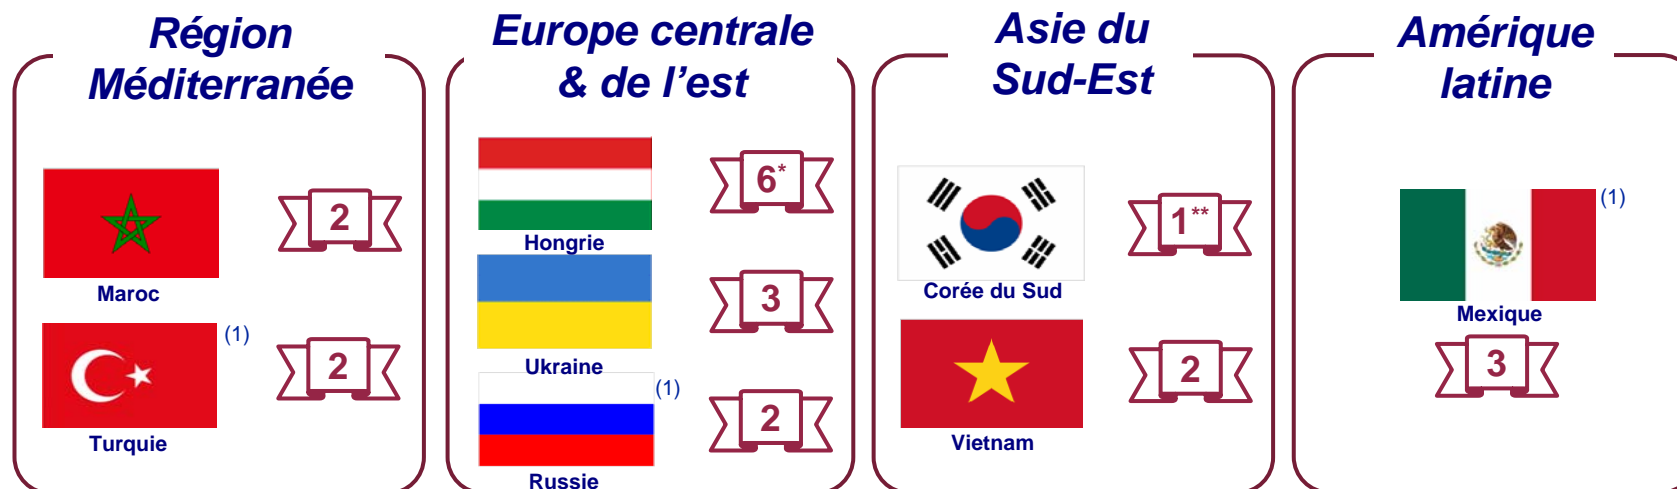 Région
Méditerranée
Maroc
2
Turquie
(1)
2
Europe centrale
& de l'est
Hongrie
6*
Ukraine
3
Russie
(1)
2
Asie du
Sud-Est
Corée du Sud
1**
Vietnam
2
Amérique
latine
(1)
Mexique
3